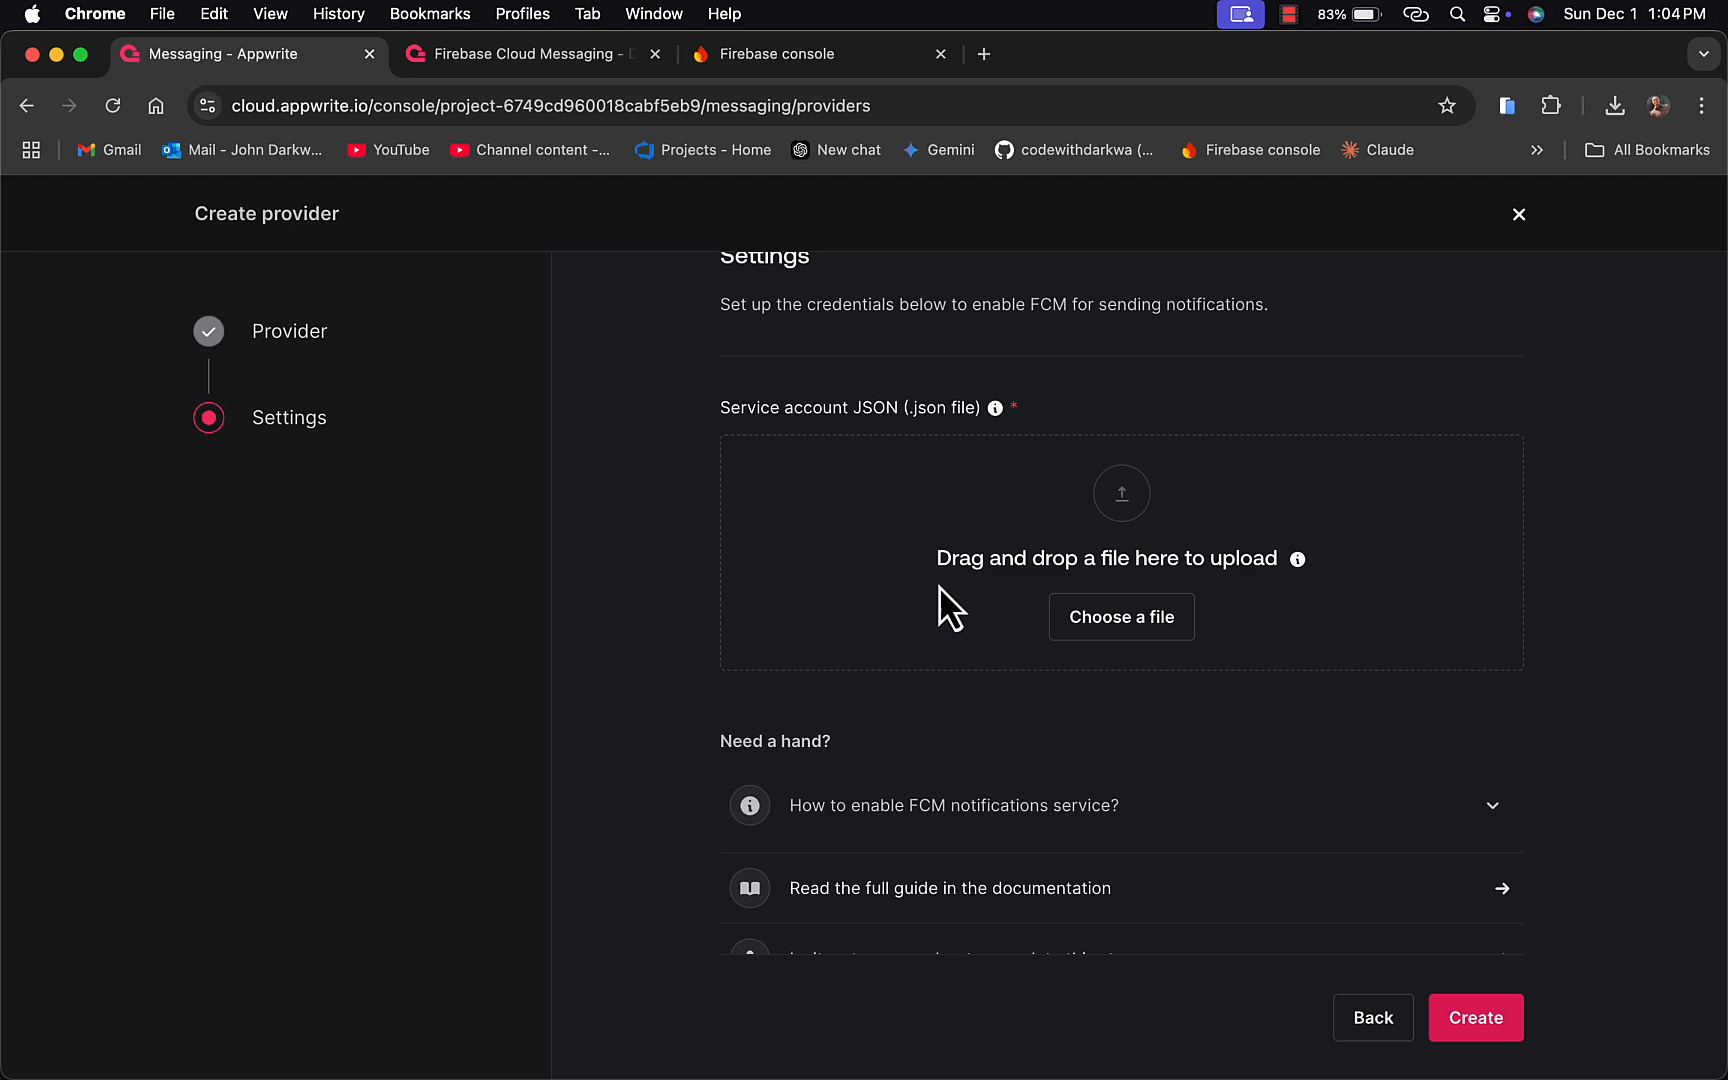 Chrome File Edit View History Bookmarks Profiles Tab Window Help 83% Sun Dec 1 1:04 PM
Messaging - Appwrite Firebase Cloud Messaging - Firebase console
cloud.appwrite.io/console/project-6749cd960018cabf5eb9/messaging/providers
Gmail Mail - John Darkw... YouTube Channel content -... Projects - Home New chat Gemini codewithdarkwa (... Firebase console Claude All Bookmarks
Create provider
Settings
Set up the credentials below to enable FCM for sending notifications.
Provider
Settings
Service account JSON (.json file) *
Drag and drop a file here to upload
Choose a file
Need a hand?
How to enable FCM notifications service?
Read the full guide in the documentation
Back Create